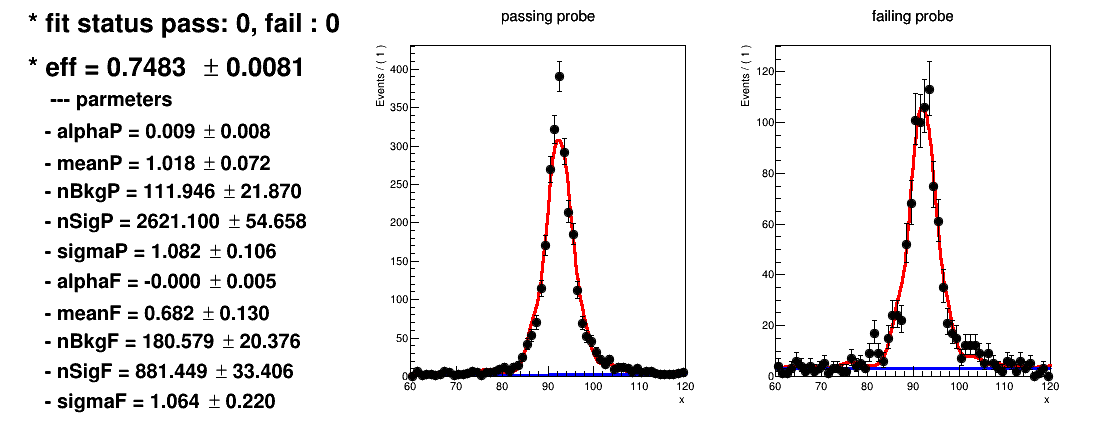 * fit status pass: 0, fail : 0
* eff = 0.7483 ± 0.0081
--- parmeters
- alphaP = 0.009 ± 0.008
- meanP = 1.018 ± 0.072
- nBkgP = 111.946 ± 21.870
- nSigP = 2621.100 ± 54.658
- sigmaP = 1.082 ± 0.106
- alphaF = -0.000 ± 0.005
- meanF = 0.682 ± 0.130
- nBkgF = 180.579 ± 20.376
- nSigF = 881.449 ± 33.406
- sigmaF = 1.064 ± 0.220
passing probe
Events / ( 1 )
400
350
300
250
200
150
100
50
0
60 70 80 90 100 110 120
x
failing probe
Events / ( 1 )
120
100
80
60
40
20
0
60 70 80 90 100 110 120
x